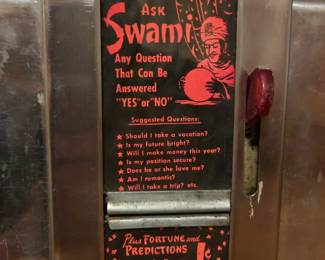 ASK
Swami
Any Question
That Can Be
Answered
"YES" or "NO"
Suggested Questions:
★ Should I take a vacation?
★ Is my future bright?
★ Will I make money this year?
★ Is my position secure?
★ Does he or she love me?
★ Am I romantic?
★ Will I take a trip? etc.
Plus FORTUNE and
PREDICTIONS
1¢